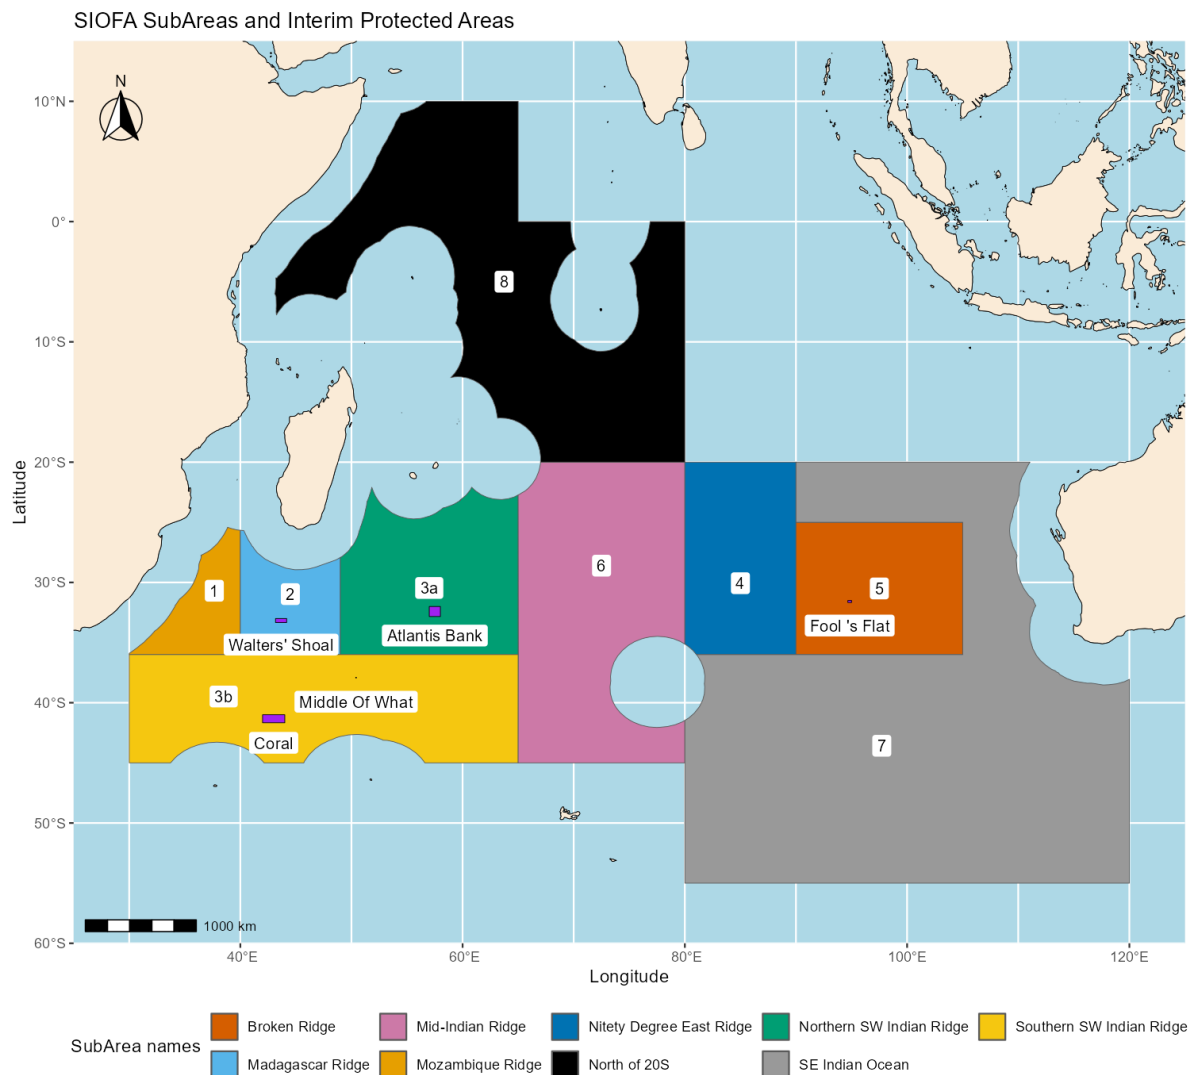 SIOFA SubAreas and Interim Protected Areas
N
10°N
0°
10°S
20°S
30°S
40°S
50°S
60°S
Latitude
8
6
4
5
1
2
3a
Fool 's Flat
Walters' Shoal
Atlantis Bank
3b
Middle Of What
Coral
7
1000 km
40°E
60°E
80°E
100°E
120°E
Longitude
SubArea names
Broken Ridge
Mid-Indian Ridge
Nitety Degree East Ridge
Northern SW Indian Ridge
Southern SW Indian Ridge
Madagascar Ridge
Mozambique Ridge
North of 20S
SE Indian Ocean